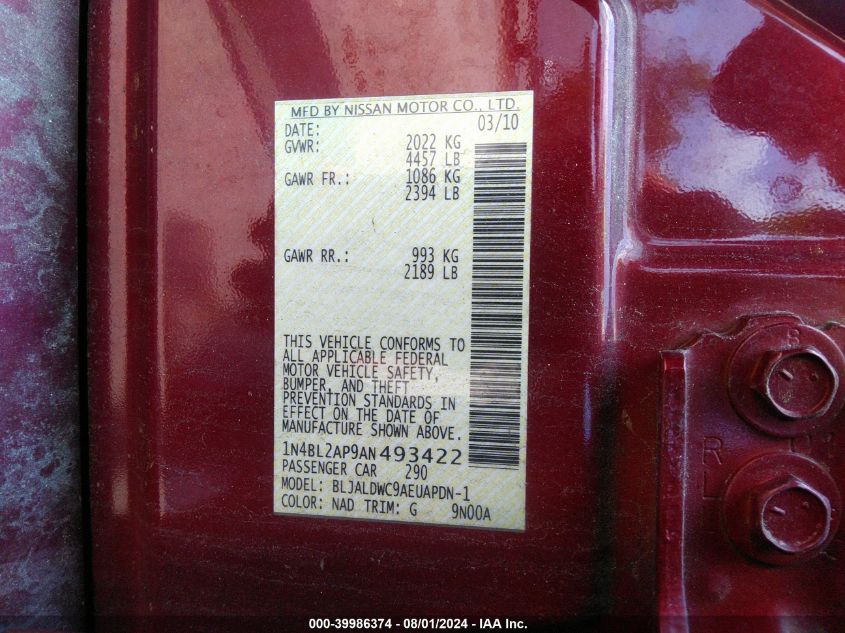 MFD BY NISSAN MOTOR CO., LTD.
DATE: 03/10
GVWR: 2022 KG
4457 LB
GAWR FR.: 1086 KG
2394 LB
GAWR RR.: 993 KG
2189 LB
THIS VEHICLE CONFORMS TO
ALL APPLICABLE FEDERAL
MOTOR VEHICLE SAFETY,
BUMPER, AND THEFT
PREVENTION STANDARDS IN
EFFECT ON THE DATE OF
MANUFACTURE SHOWN ABOVE.
1N4BL2AP9AN493422
PASSENGER CAR 290
MODEL: BLJALDWC9AEUAPDN-1
COLOR: NAD TRIM: G 9N00A
R
L
000-39986374 - 08/01/2024 - IAA Inc.